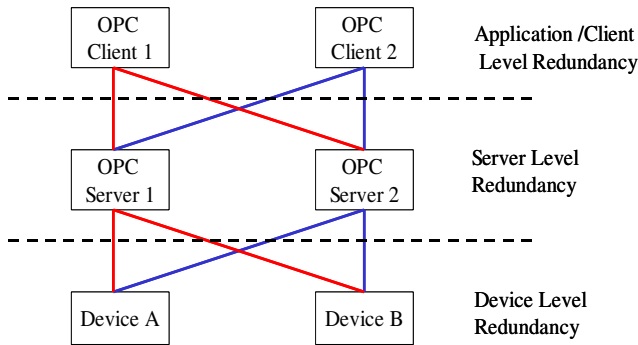 OPC
Client 1
OPC
Client 2
Application /Client
Level Redundancy
OPC
Server 1
OPC
Server 2
Server Level
Redundancy
Device A
Device B
Device Level
Redundancy